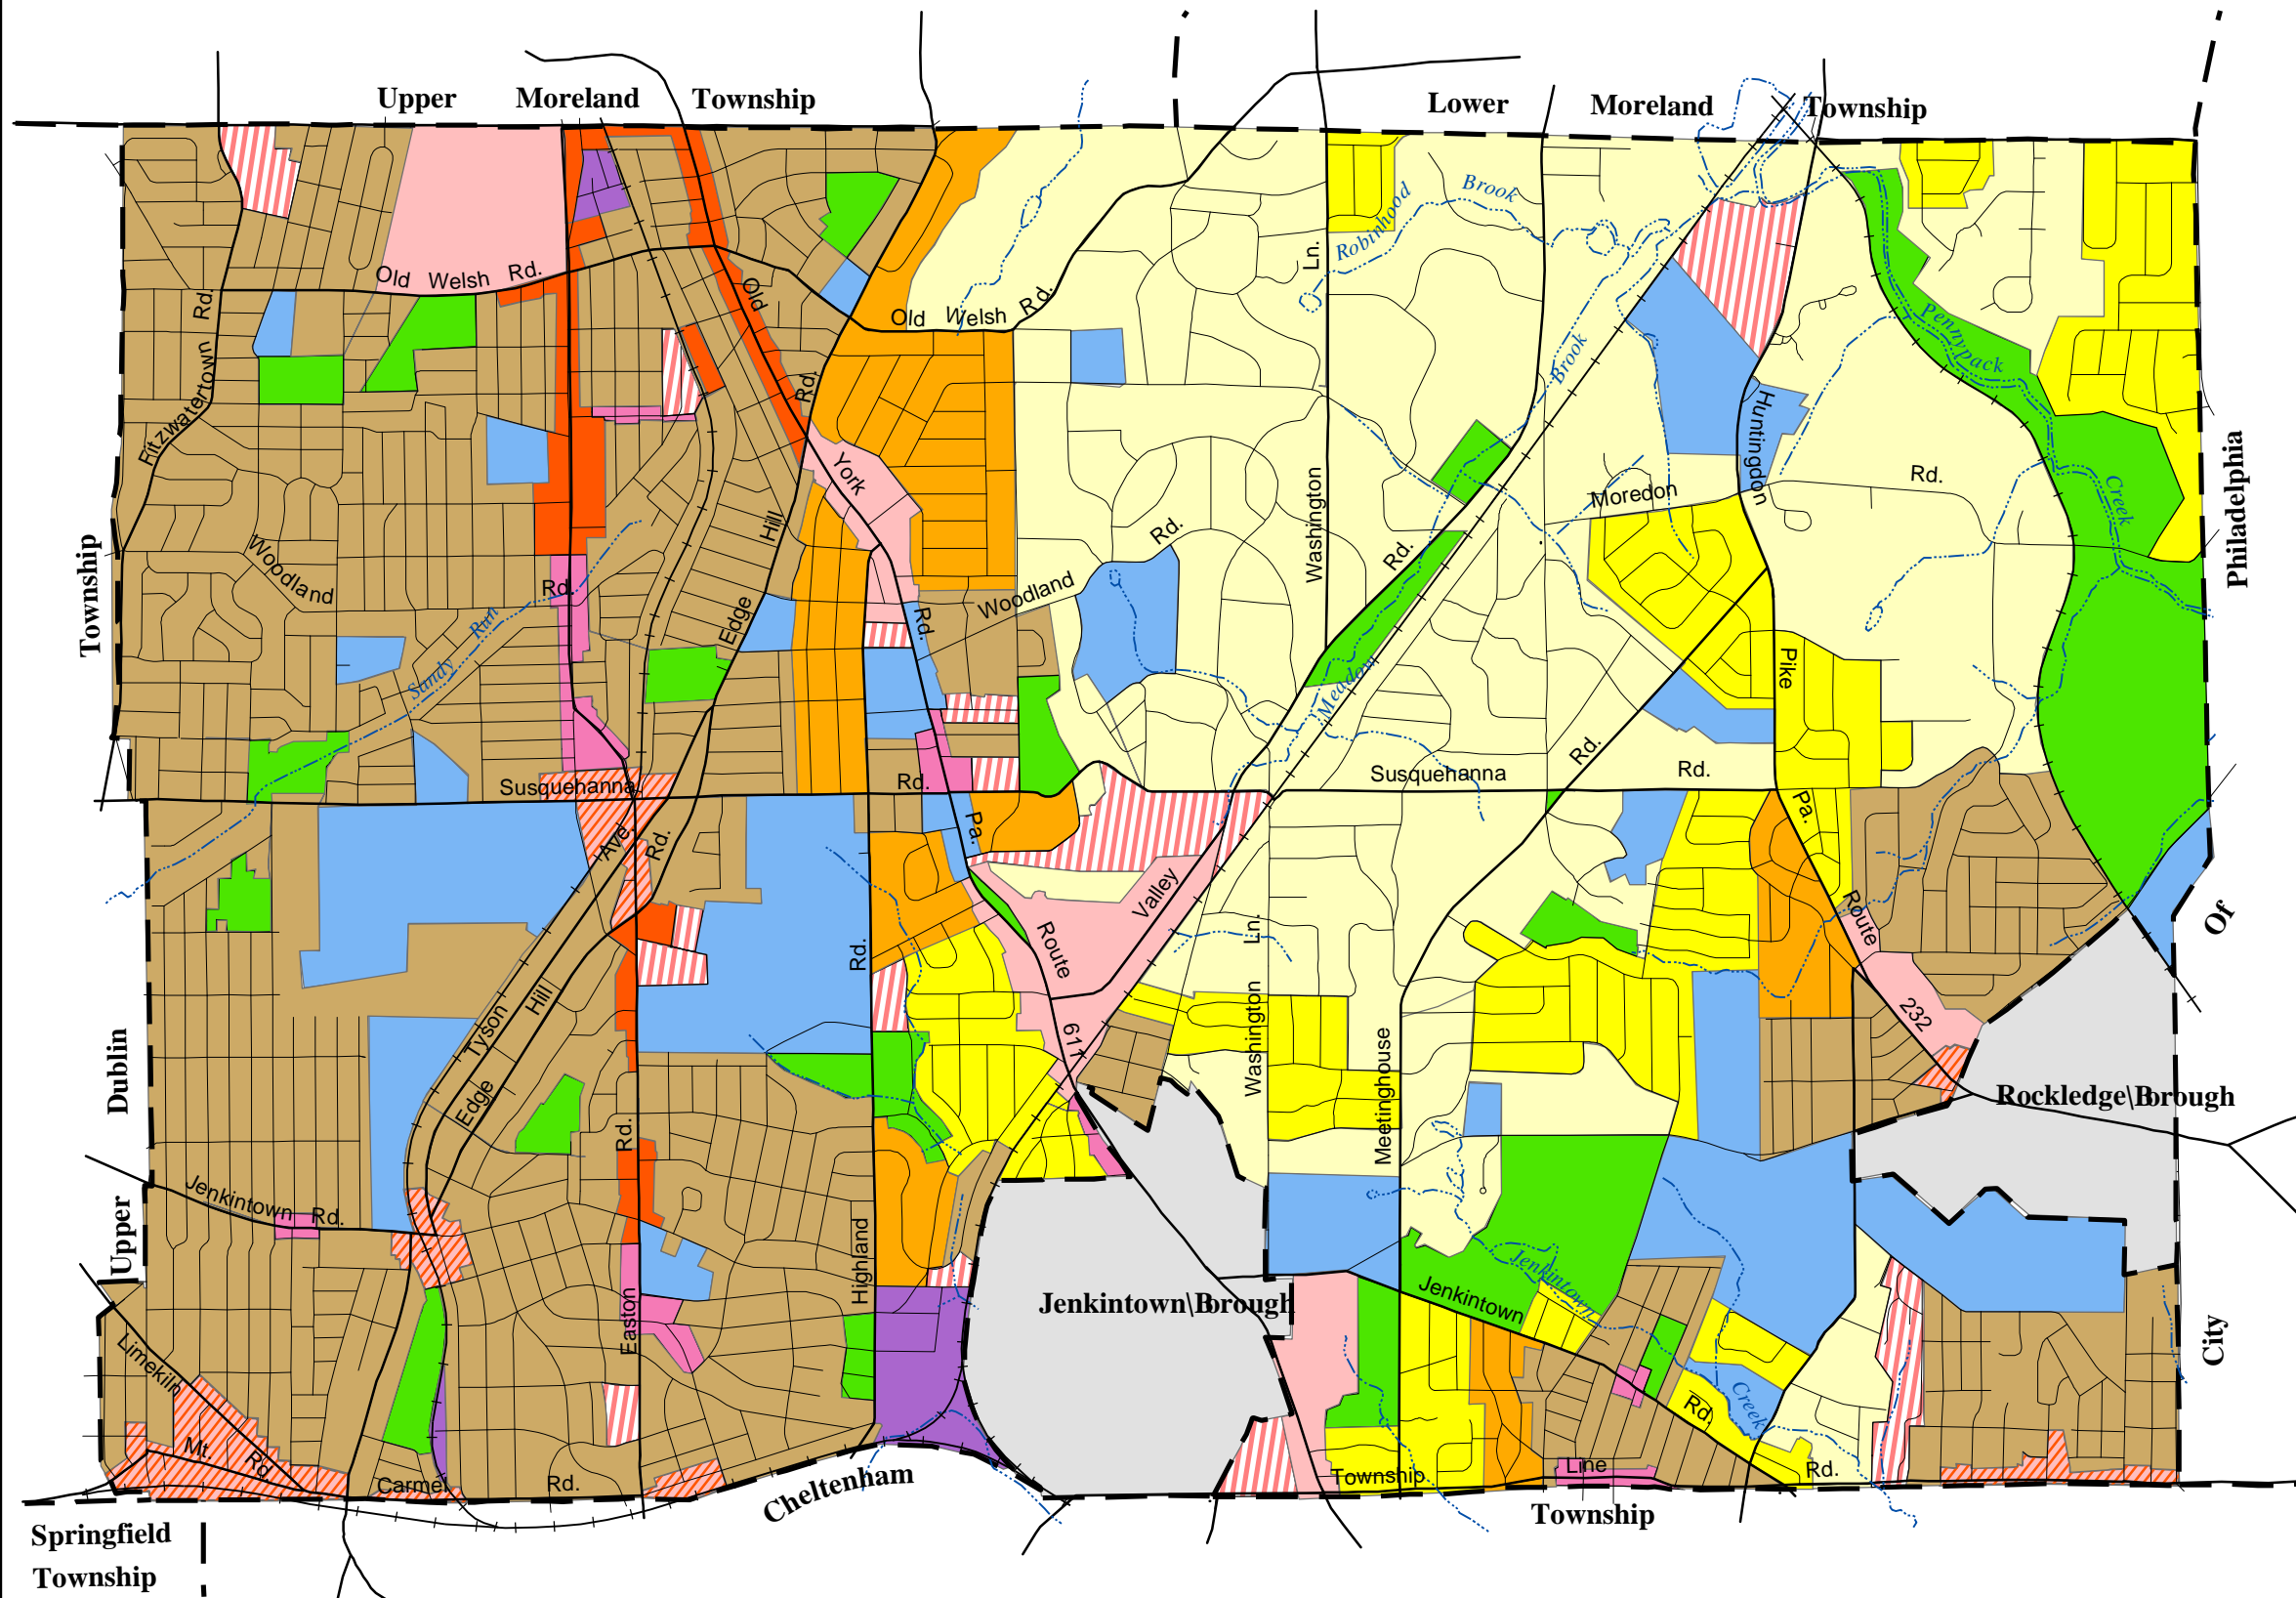 Upper Moreland Township
Lower Moreland Township
Old Welsh Rd.
Old
Old Welsh Rd.
Robinhood Brook
Ln.
Rd.
Fitzwatertown
Rd.
Brook
Pennypack
Creek
Huntingdon
Moredon Rd.
York
Hill
Rd.
Washington
Rd.
Philadelphia
Township
Woodland
Rd.
Sandy Run
Edge
Rd.
Woodland
Meadow
Pike
Susquehanna Rd.
Susquehanna Rd.
Rd.
Pa.
Pa.
Ave.
Rd.
Valley
Route
Route
Of
Ln.
Rd.
Tyson
Hill
611
232
Dublin
Edge
Rd.
Washington
Meetinghouse
Rockledge\Borough
Upper
Jenkintown Rd.
Highland
Easton
Jenkintown\Borough
Jenkintown
Jenkintown
Creek
Rd.
City
Limekiln
Rd.
Mt.
Carmel Rd.
Cheltenham
Township
Line Rd.
Township
Springfield
Township